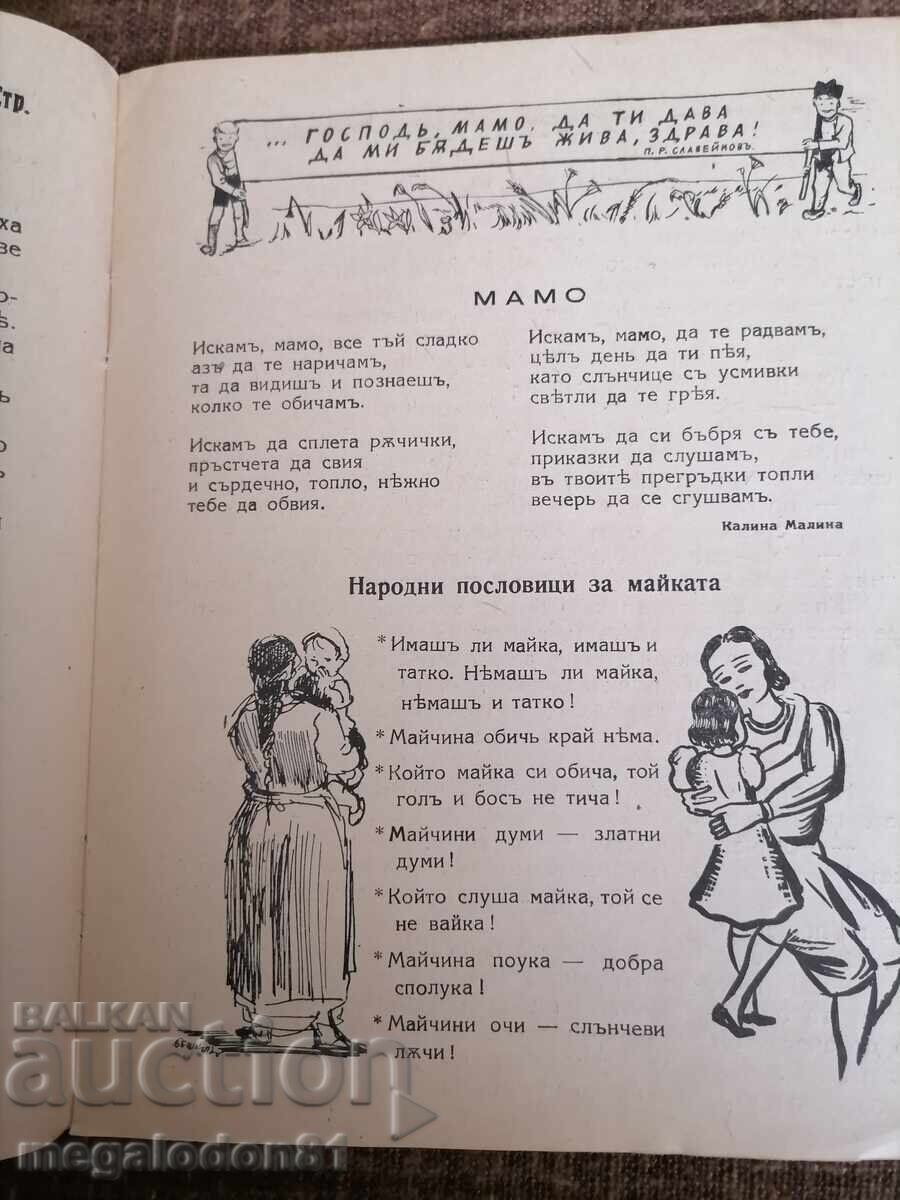 Стр.
ха
... ГОСПОДЬ, МАМО, ДА ТИ ДАВА
ДА МИ БѪДЕШЪ ЖИВА, ЗДРАВА!
П. Р. СЛАВЕЙКОВЪ.
МАМО
Искамъ, мамо, все тъй сладко
азъ да те наричамъ,
та да видишъ и познаешъ,
колко те обичамъ.
Искамъ да сплета рѫчички,
пръстчета да свия
и сърдечно, топло, нѣжно
тебе да обвия.
Искамъ, мамо, да те радвамъ,
цѣлъ день да ти пѣя,
като слънчице съ усмивки
свѣтли да те грѣя.
Искамъ да си бъбря съ тебе,
приказки да слушамъ,
въ твоитѣ прегръдки топли
вечерь да се сгушвамъ.
Калина Малина
Народни пословици за майката
* Имашъ ли майка, имашъ и
татко. Нѣмашъ ли майка,
нѣмашъ и татко!
* Майчина обичь край нѣма.
* Който майка си обича, той
голъ и босъ не тича!
* Майчини думи — златни
думи!
* Който слуша майка, той се
не вайка!
* Майчина поука — добра
сполука!
* Майчини очи — слънчеви
лѫчи!
BALKAN
auction
megalodon81